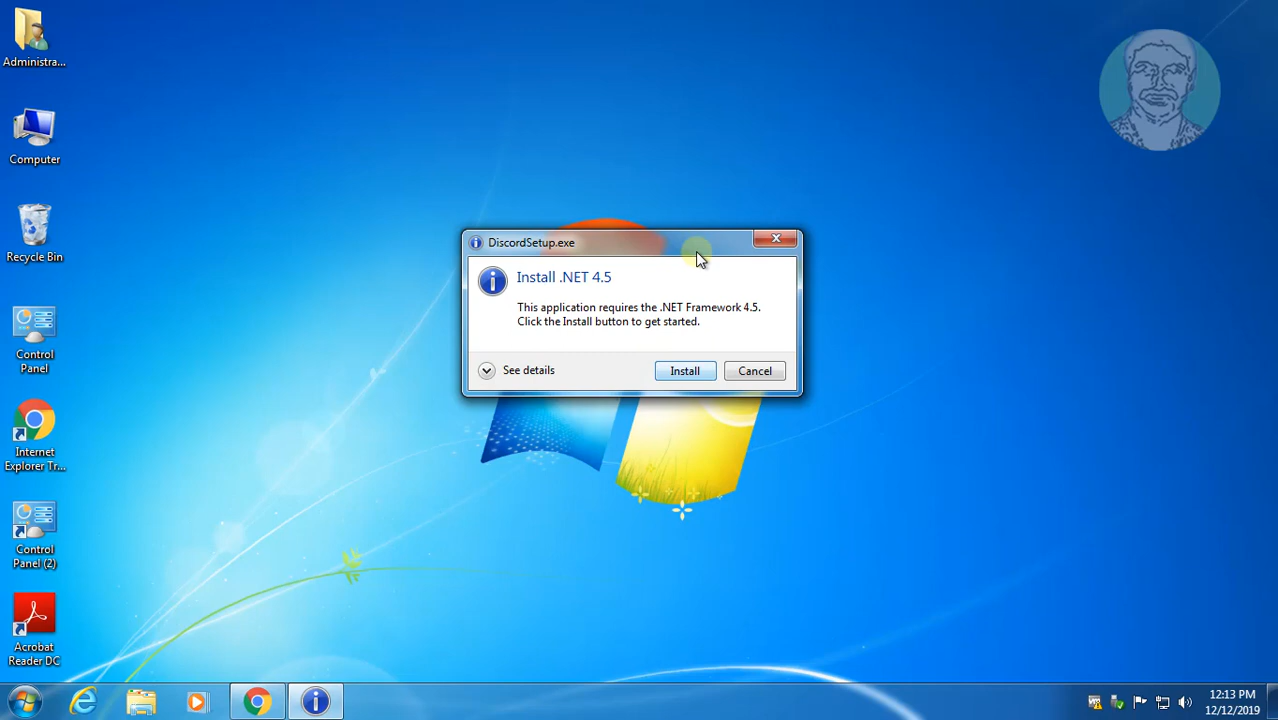 Administra...
Computer
Recycle Bin
Control
Panel
Internet
Explorer Tr...
Control
Panel (2)
Acrobat
Reader DC
DiscordSetup.exe
Install .NET 4.5
This application requires the .NET Framework 4.5.
Click the Install button to get started.
See details
Install
Cancel
12:13 PM
12/12/2019